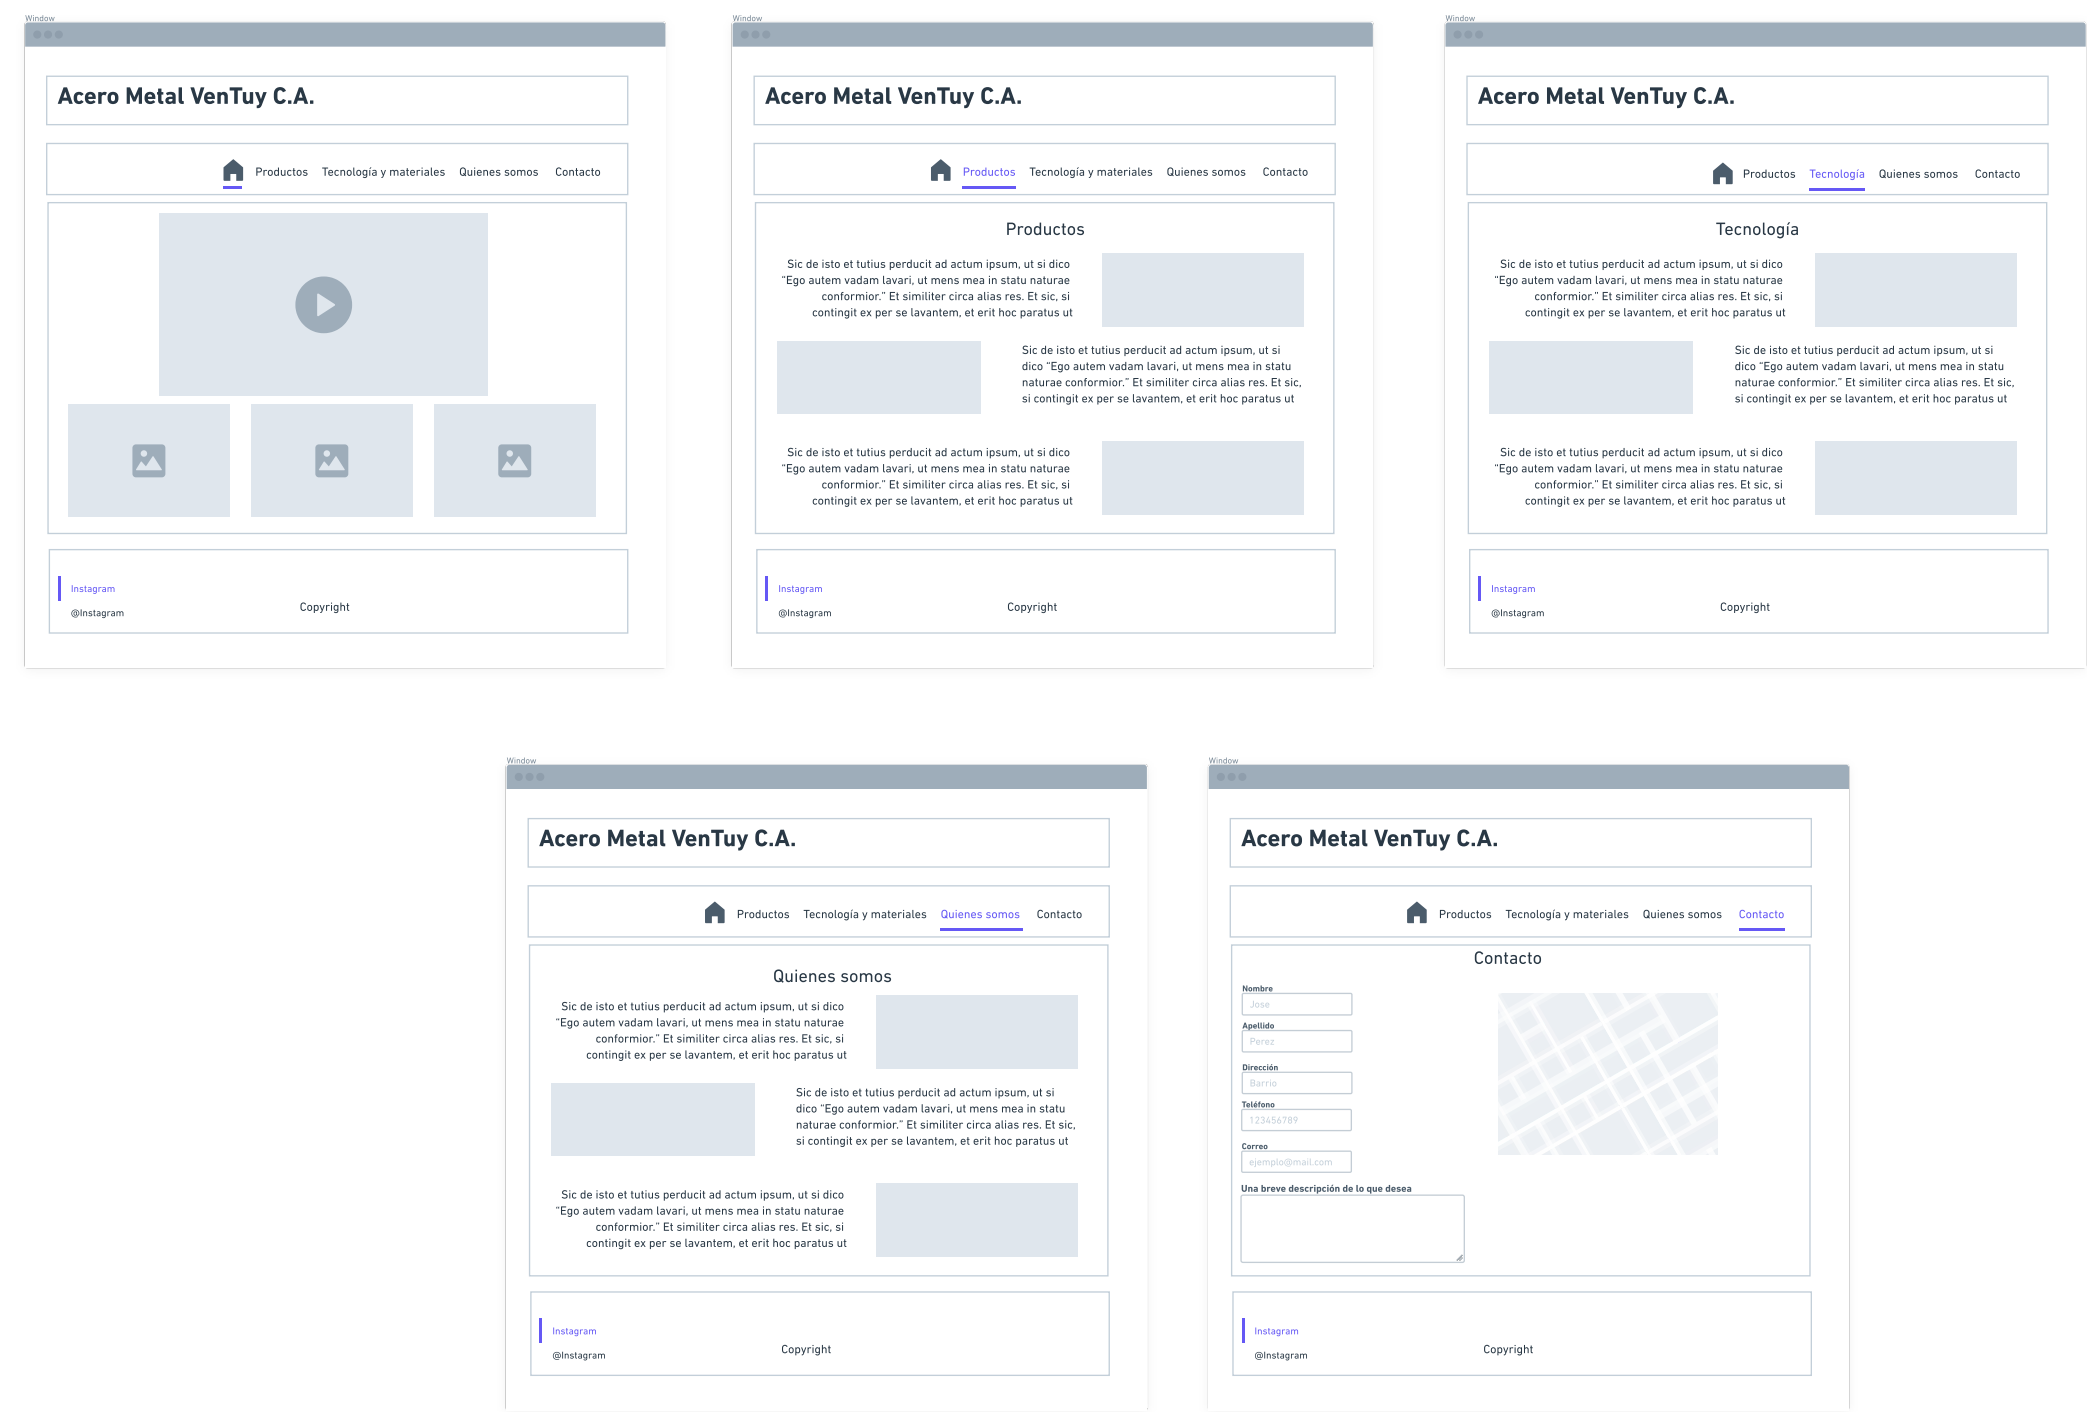 Window
Acero Metal VenTuy C.A.
Productos Tecnología y materiales Quienes somos Contacto
Instagram
@Instagram
Copyright
Window
Acero Metal VenTuy C.A.
Productos Tecnología y materiales Quienes somos Contacto
Productos
Sic de isto et tutius perducit ad actum ipsum, ut si dico
“Ego autem vadam lavari, ut mens mea in statu naturae
conformior.” Et similiter circa alias res. Et sic, si
contingit ex per se lavantem, et erit hoc paratus ut
Sic de isto et tutius perducit ad actum ipsum, ut si
dico “Ego autem vadam lavari, ut mens mea in statu
naturae conformior.” Et similiter circa alias res. Et sic,
si contingit ex per se lavantem, et erit hoc paratus ut
Sic de isto et tutius perducit ad actum ipsum, ut si dico
“Ego autem vadam lavari, ut mens mea in statu naturae
conformior.” Et similiter circa alias res. Et sic, si
contingit ex per se lavantem, et erit hoc paratus ut
Instagram
@Instagram
Copyright
Window
Acero Metal VenTuy C.A.
Productos Tecnología Quienes somos Contacto
Tecnología
Sic de isto et tutius perducit ad actum ipsum, ut si dico
“Ego autem vadam lavari, ut mens mea in statu naturae
conformior.” Et similiter circa alias res. Et sic, si
contingit ex per se lavantem, et erit hoc paratus ut
Sic de isto et tutius perducit ad actum ipsum, ut si
dico “Ego autem vadam lavari, ut mens mea in statu
naturae conformior.” Et similiter circa alias res. Et sic,
si contingit ex per se lavantem, et erit hoc paratus ut
Sic de isto et tutius perducit ad actum ipsum, ut si dico
“Ego autem vadam lavari, ut mens mea in statu naturae
conformior.” Et similiter circa alias res. Et sic, si
contingit ex per se lavantem, et erit hoc paratus ut
Instagram
@Instagram
Copyright
Window
Acero Metal VenTuy C.A.
Productos Tecnología y materiales Quienes somos Contacto
Quienes somos
Sic de isto et tutius perducit ad actum ipsum, ut si dico
“Ego autem vadam lavari, ut mens mea in statu naturae
conformior.” Et similiter circa alias res. Et sic, si
contingit ex per se lavantem, et erit hoc paratus ut
Sic de isto et tutius perducit ad actum ipsum, ut si
dico “Ego autem vadam lavari, ut mens mea in statu
naturae conformior.” Et similiter circa alias res. Et sic,
si contingit ex per se lavantem, et erit hoc paratus ut
Sic de isto et tutius perducit ad actum ipsum, ut si dico
“Ego autem vadam lavari, ut mens mea in statu naturae
conformior.” Et similiter circa alias res. Et sic, si
contingit ex per se lavantem, et erit hoc paratus ut
Instagram
@Instagram
Copyright
Window
Acero Metal VenTuy C.A.
Productos Tecnología y materiales Quienes somos Contacto
Contacto
Nombre
Jose
Apellido
Perez
Dirección
Barrio
Teléfono
123456789
Correo
ejemplo@mail.com
Una breve descripción de lo que desea
Instagram
@Instagram
Copyright